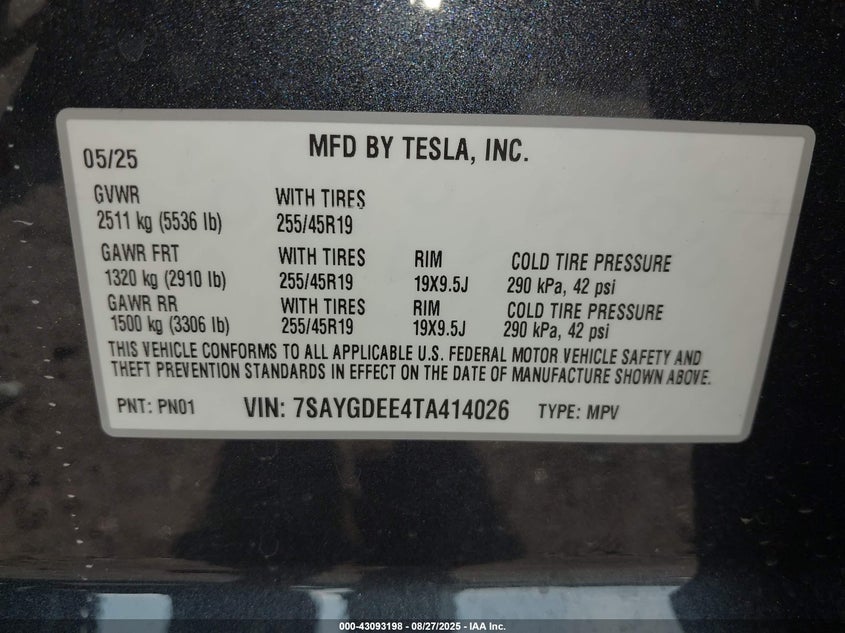 MFD BY TESLA, INC.
05/25
GVWR WITH TIRES
2511 kg (5536 lb) 255/45R19
GAWR FRT WITH TIRES RIM COLD TIRE PRESSURE
1320 kg (2910 lb) 255/45R19 19X9.5J 290 kPa, 42 psi
GAWR RR WITH TIRES RIM COLD TIRE PRESSURE
1500 kg (3306 lb) 255/45R19 19X9.5J 290 kPa, 42 psi
THIS VEHICLE CONFORMS TO ALL APPLICABLE U.S. FEDERAL MOTOR VEHICLE SAFETY AND
THEFT PREVENTION STANDARDS IN EFFECT ON THE DATE OF MANUFACTURE SHOWN ABOVE.
PNT: PN01 VIN: 7SAYGDEE4TA414026 TYPE: MPV
000-43093198 - 08/27/2025 - IAA Inc.